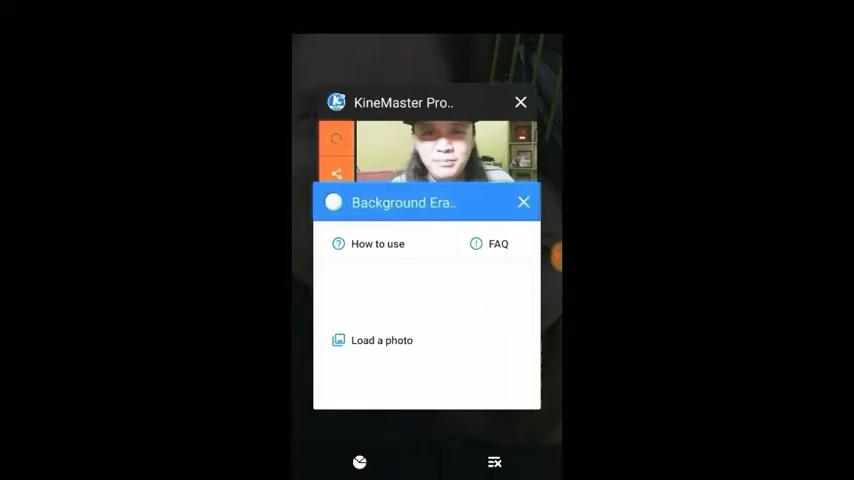 KineMaster Pro..
Background Era..
How to use
FAQ
Load a photo